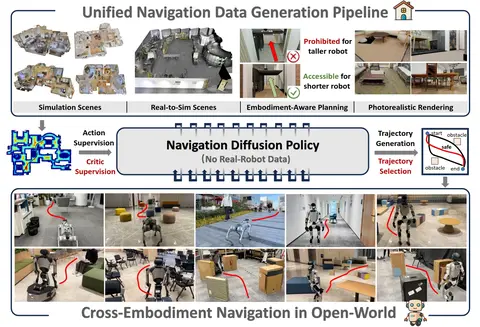 Unified Navigation Data Generation Pipeline
Prohibited for
taller robot
Accessible for
shorter robot
Simulation Scenes
Real-to-Sim Scenes
Embodiment-Aware Planning
Photorealistic Rendering
Action
Supervision
Critic
Supervision
Navigation Diffusion Policy
(No Real-Robot Data)
Trajectory
Generation
Trajectory
Selection
start
obstacle
safe
obstacle
end
Cross-Embodiment Navigation in Open-World